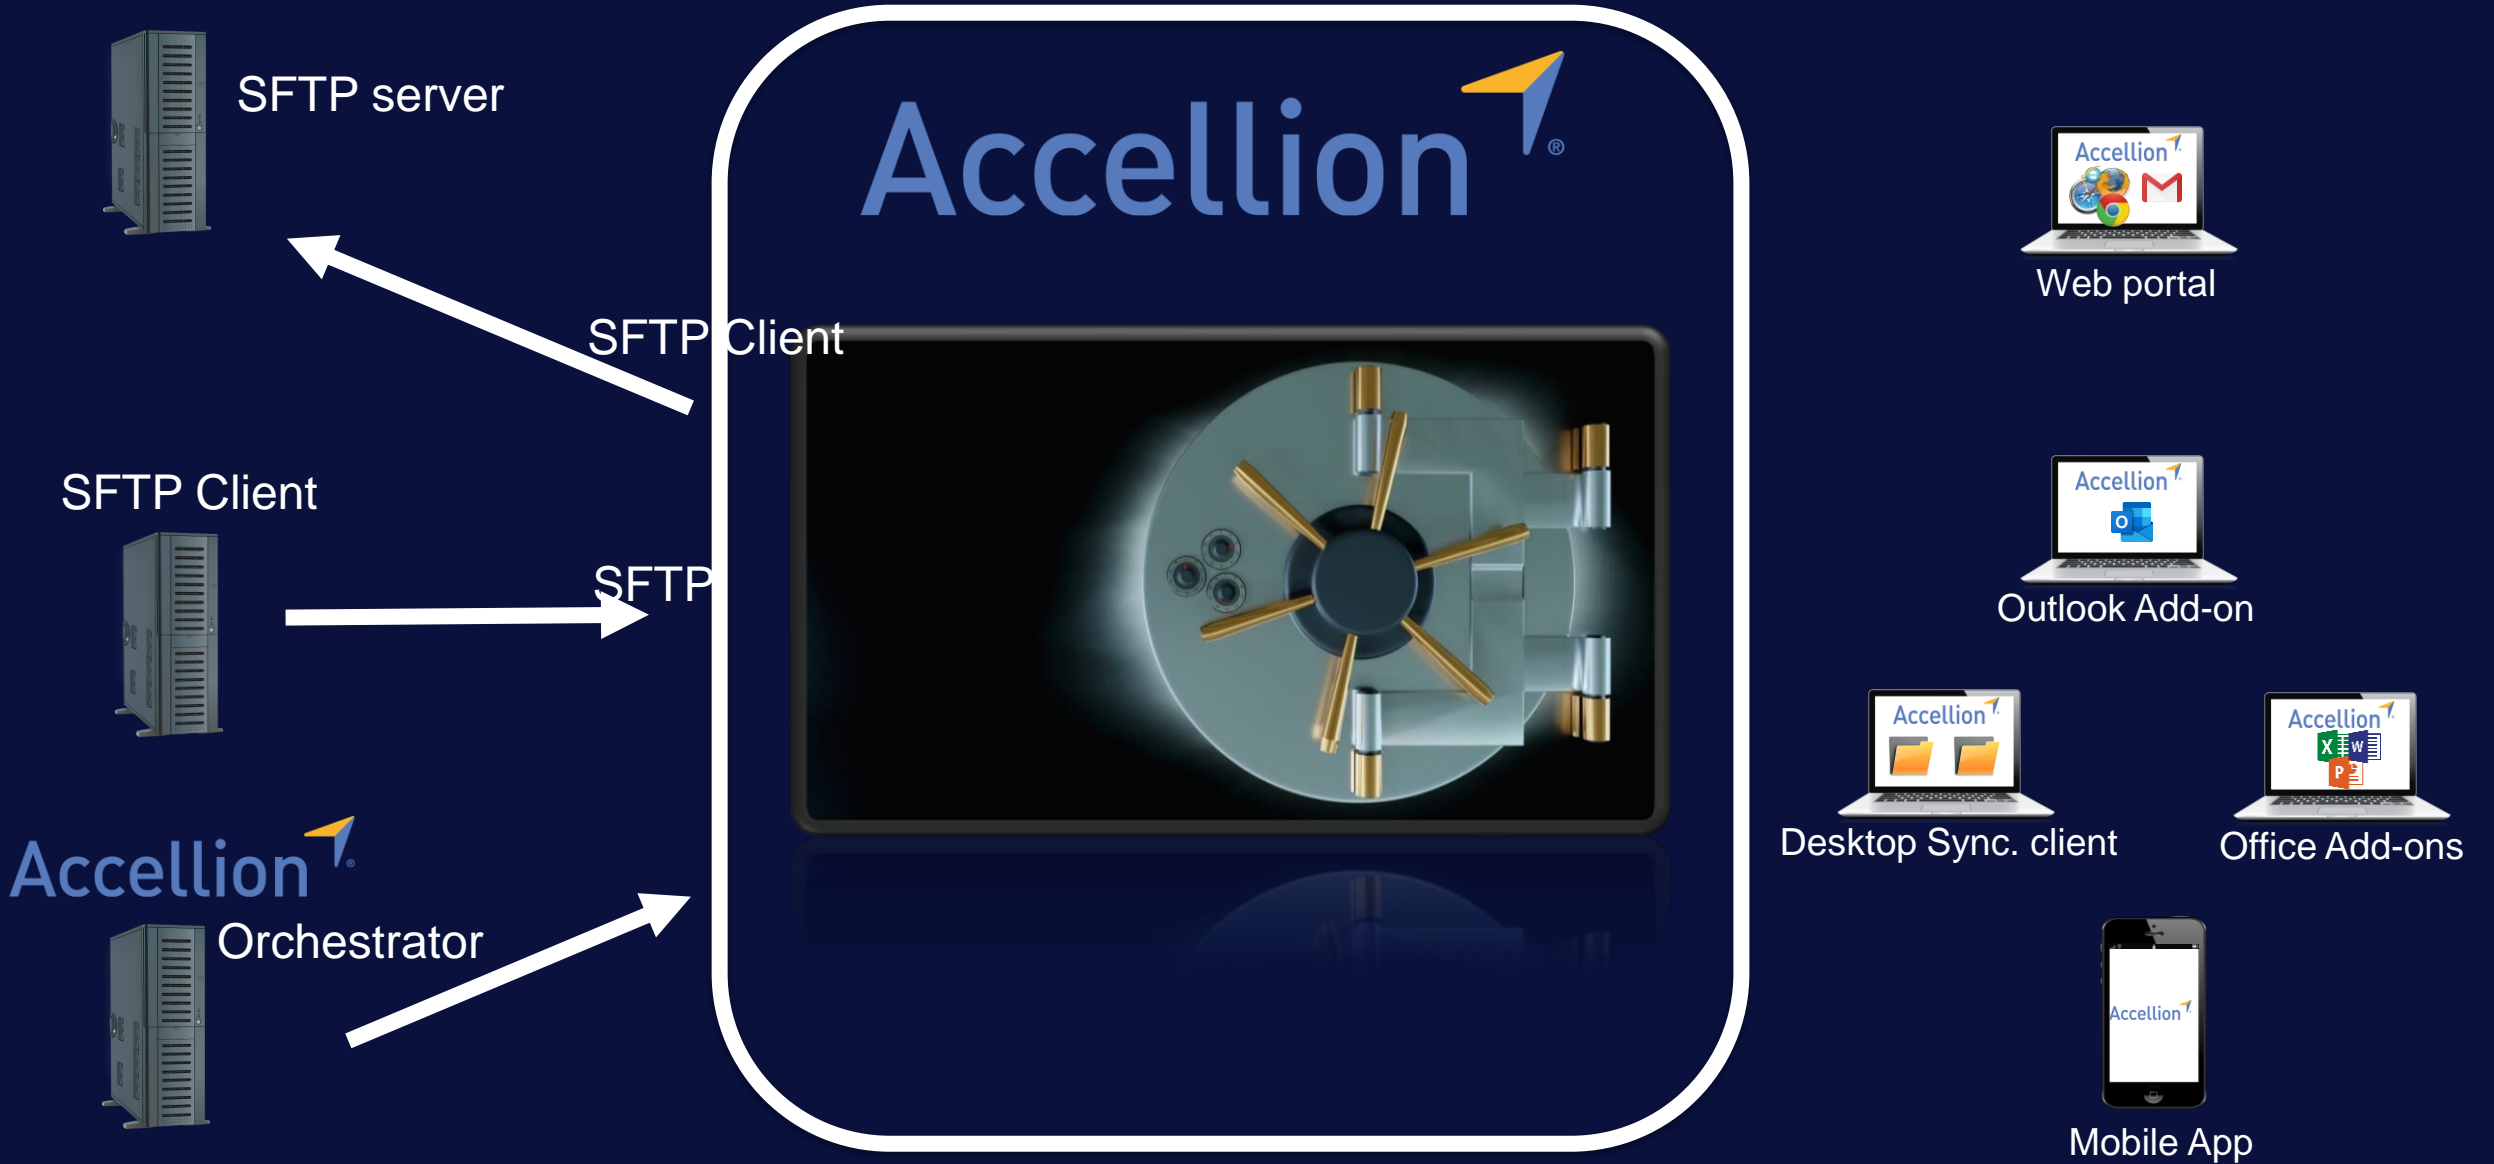 SFTP server
SFTP Client
SFTP Client
SFTP
Accellion
Orchestrator
Accellion®
Accellion
Web portal
Accellion
Outlook Add-on
Accellion
Desktop Sync. client
Accellion
Office Add-ons
Accellion
Mobile App